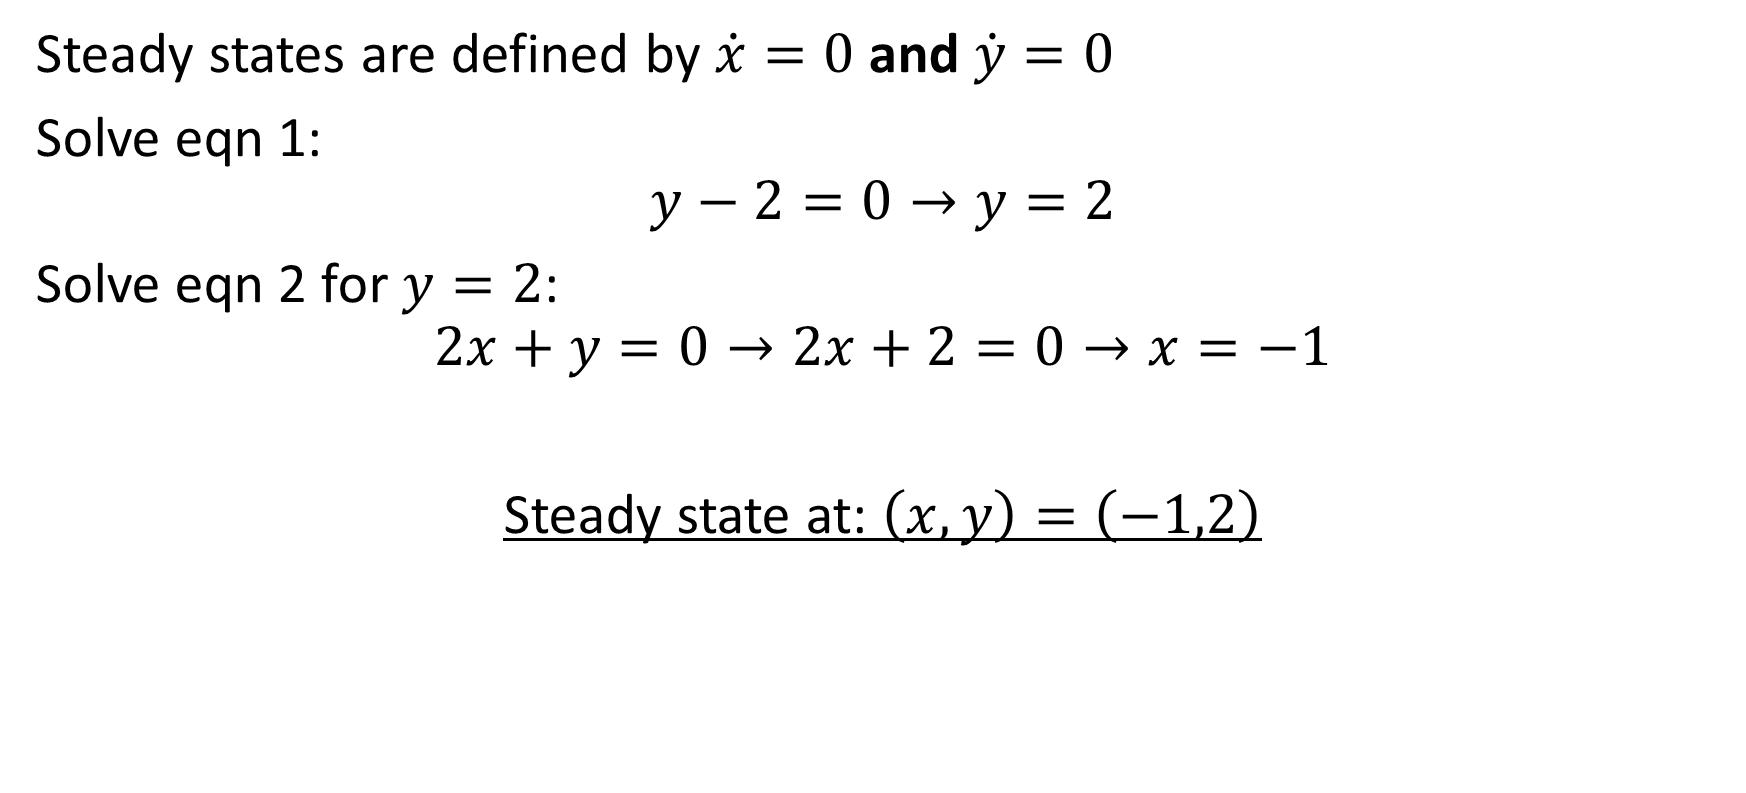 Steady states are defined by ẋ = 0 and ẏ = 0
Solve eqn 1:
y − 2 = 0 → y = 2
Solve eqn 2 for y = 2:
2x + y = 0 → 2x + 2 = 0 → x = −1
Steady state at: (x, y) = (−1,2)